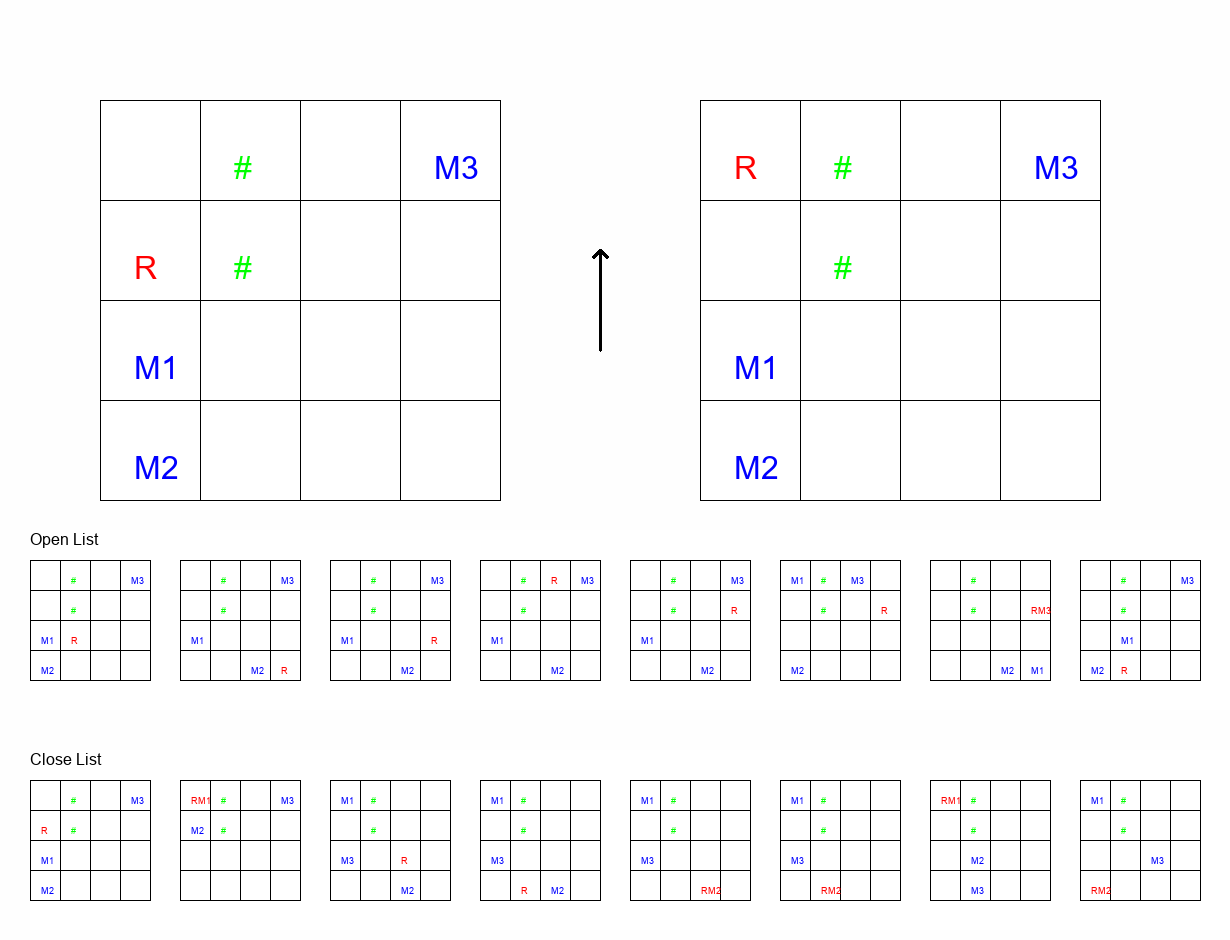 # M3 R # M3
R # #
M1 M1
M2 M2
Open List
# M3 # M3 # M3 # R M3 # M3 M1 # M3 # # M3
# # # # # R # R # RM3 #
M1 R M1 M1 R M1 M1 M1
M2 M2 R M2 M2 M2 M2 M2 M1 M2 R
Close List
# M3 RM1 # M3 M1 # M1 # M1 # M1 # RM1 # M1 #
R # M2 # # # # # # #
M1 M3 R M3 M3 M3 M2 M3
M2 M2 R M2 RM2 RM2 M3 RM2